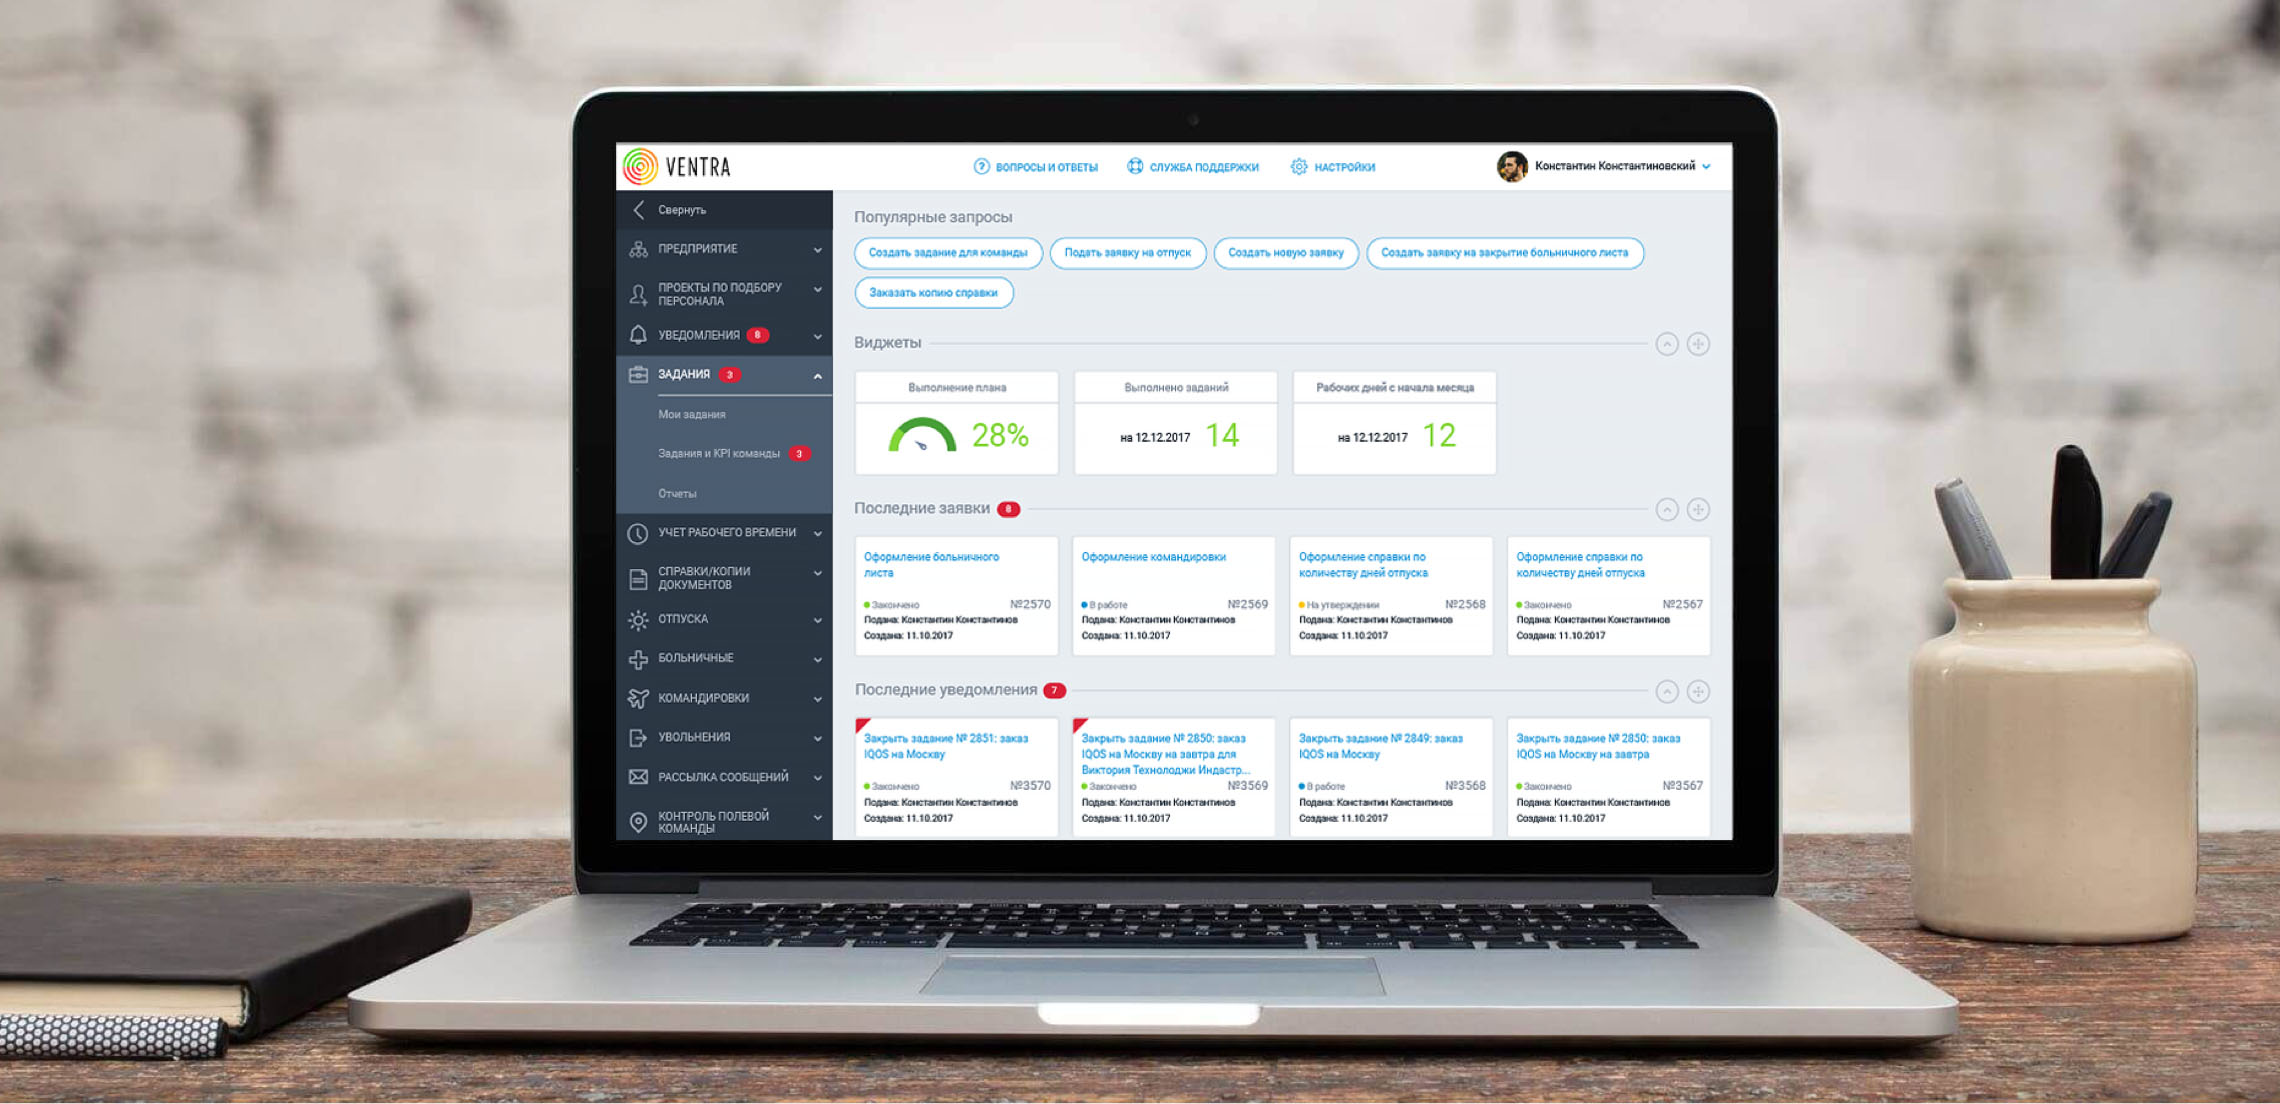 VENTRA
ВОПРОСЫ И ОТВЕТЫ
СЛУЖБА ПОДДЕРЖКИ
НАСТРОЙКИ
Константин Константиновский
Свернуть
ПРЕДПРИЯТИЕ
ПРОЕКТЫ ПО ПОДБОРУ
ПЕРСОНАЛА
УВЕДОМЛЕНИЯ 8
ЗАДАНИЯ 3
Мои задания
Задания и KPI команды 3
Отчеты
УЧЕТ РАБОЧЕГО ВРЕМЕНИ
СПРАВКИ/КОПИИ
ДОКУМЕНТОВ
ОТПУСКА
БОЛЬНИЧНЫЕ
КОМАНДИРОВКИ
УВОЛЬНЕНИЯ
РАССЫЛКА СООБЩЕНИЙ
КОНТРОЛЬ ПОЛЕВОЙ
КОМАНДЫ
Популярные запросы
Создать задание для команды
Подать заявку на отпуск
Создать новую заявку
Создать заявку на закрытие больничного листа
Заказать копию справки
Виджеты
Выполнение плана
28%
Выполнено заданий
на 12.12.2017 14
Рабочих дней с начала месяца
на 12.12.2017 12
Последние заявки 8
Оформление больничного
листа
Закончено №2570
Подана: Константин Константинов
Создана: 11.10.2017
Оформление командировки
В работе №2569
Подана: Константин Константинов
Создана: 11.10.2017
Оформление справки по
количеству дней отпуска
На утверждении №2568
Подана: Константин Константинов
Создана: 11.10.2017
Оформление справки по
количеству дней отпуска
Закончено №2567
Подана: Константин Константинов
Создана: 11.10.2017
Последние уведомления 7
Закрыть задание № 2851: заказ
IQOS на Москву
Закончено №3570
Подана: Константин Константинов
Создана: 11.10.2017
Закрыть задание № 2850: заказ
IQOS на Москву на завтра для
Виктория Технолоджи Индастр...
Закончено №3569
Подана: Константин Константинов
Создана: 11.10.2017
Закрыть задание № 2849: заказ
IQOS на Москву
В работе №3568
Подана: Константин Константинов
Создана: 11.10.2017
Закрыть задание № 2850: заказ
IQOS на Москву на завтра
Закончено №3567
Подана: Константин Константинов
Создана: 11.10.2017